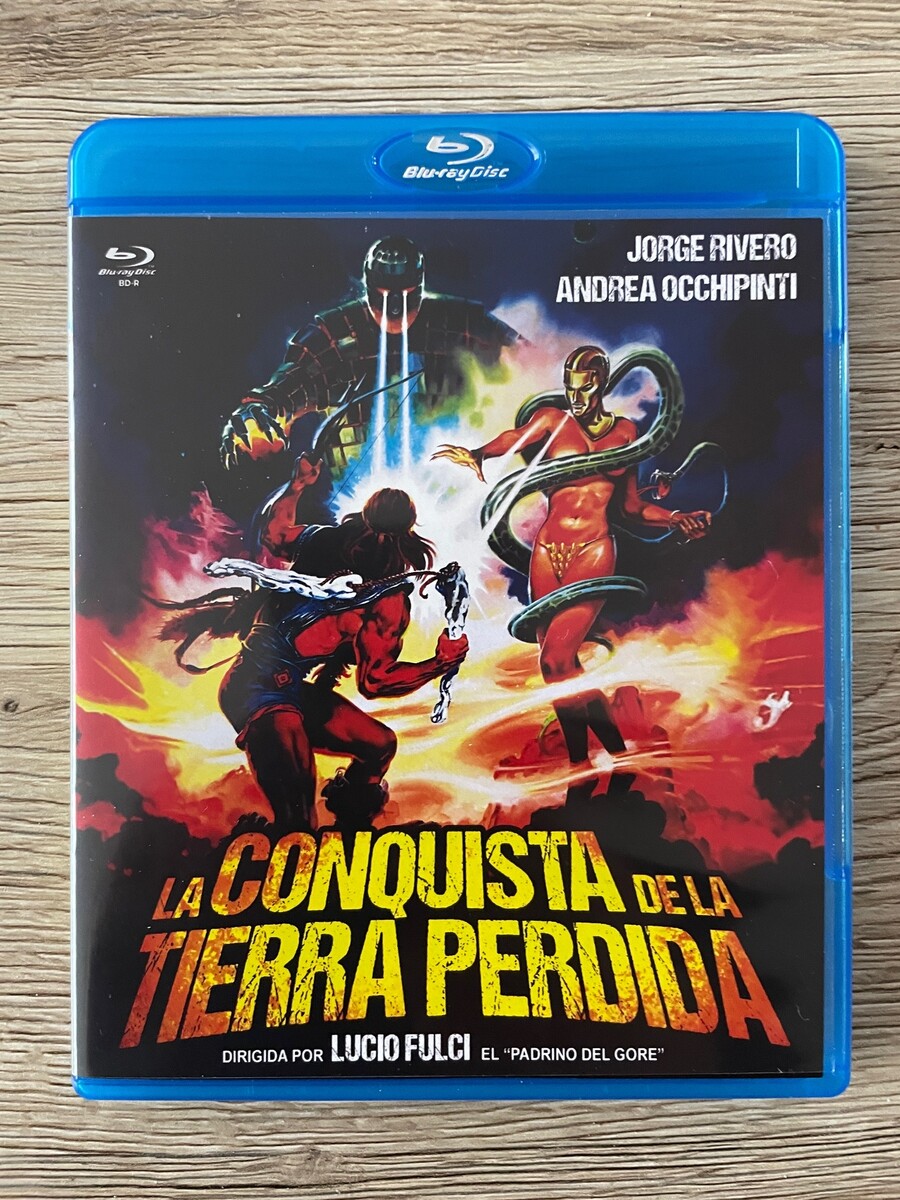 Blu-ray Disc
Blu-ray Disc
BD-R
JORGE RIVERO
ANDREA OCCHIPINTI
LA CONQUISTA DE LA
TIERRA PERDIDA
DIRIGIDA POR LUCIO FULCI EL “PADRINO DEL GORE”